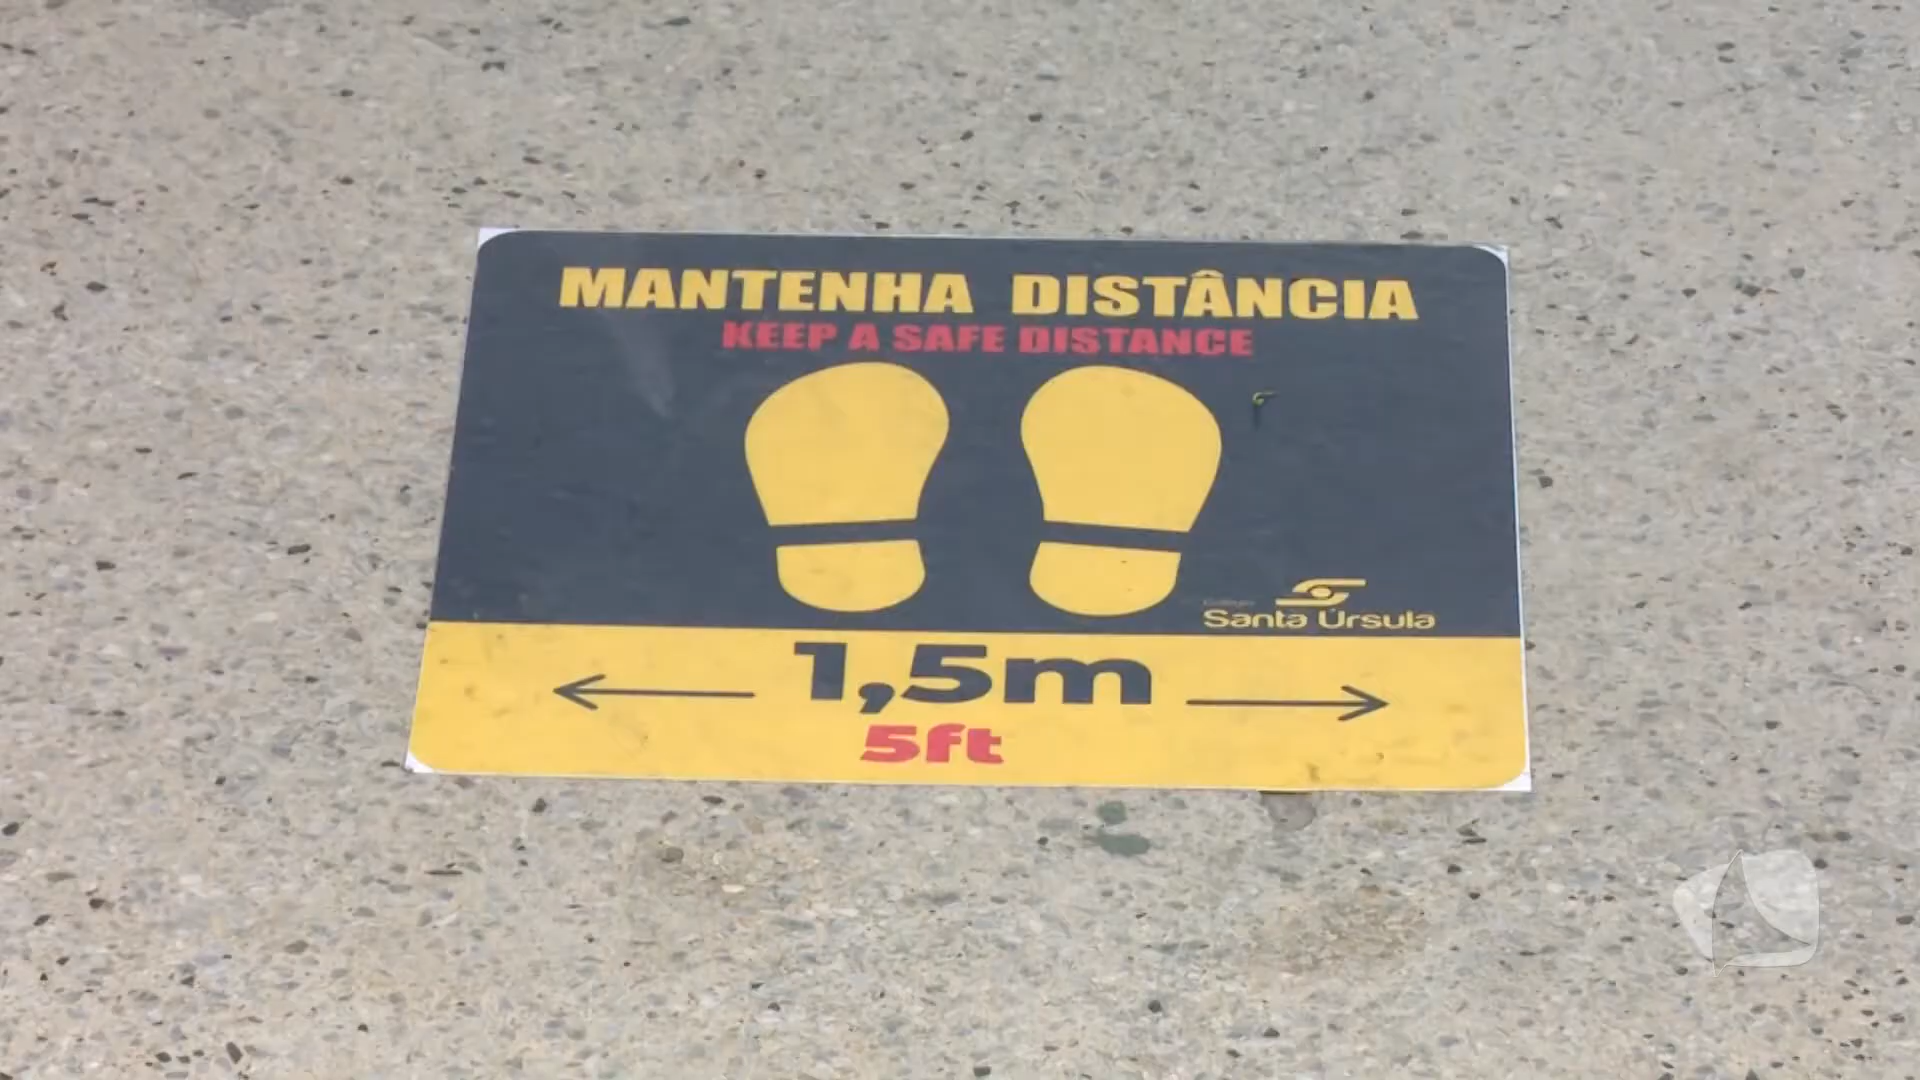 MANTENHA DISTÂNCIA
KEEP A SAFE DISTANCE
Santa Úrsula
1,5m
5ft